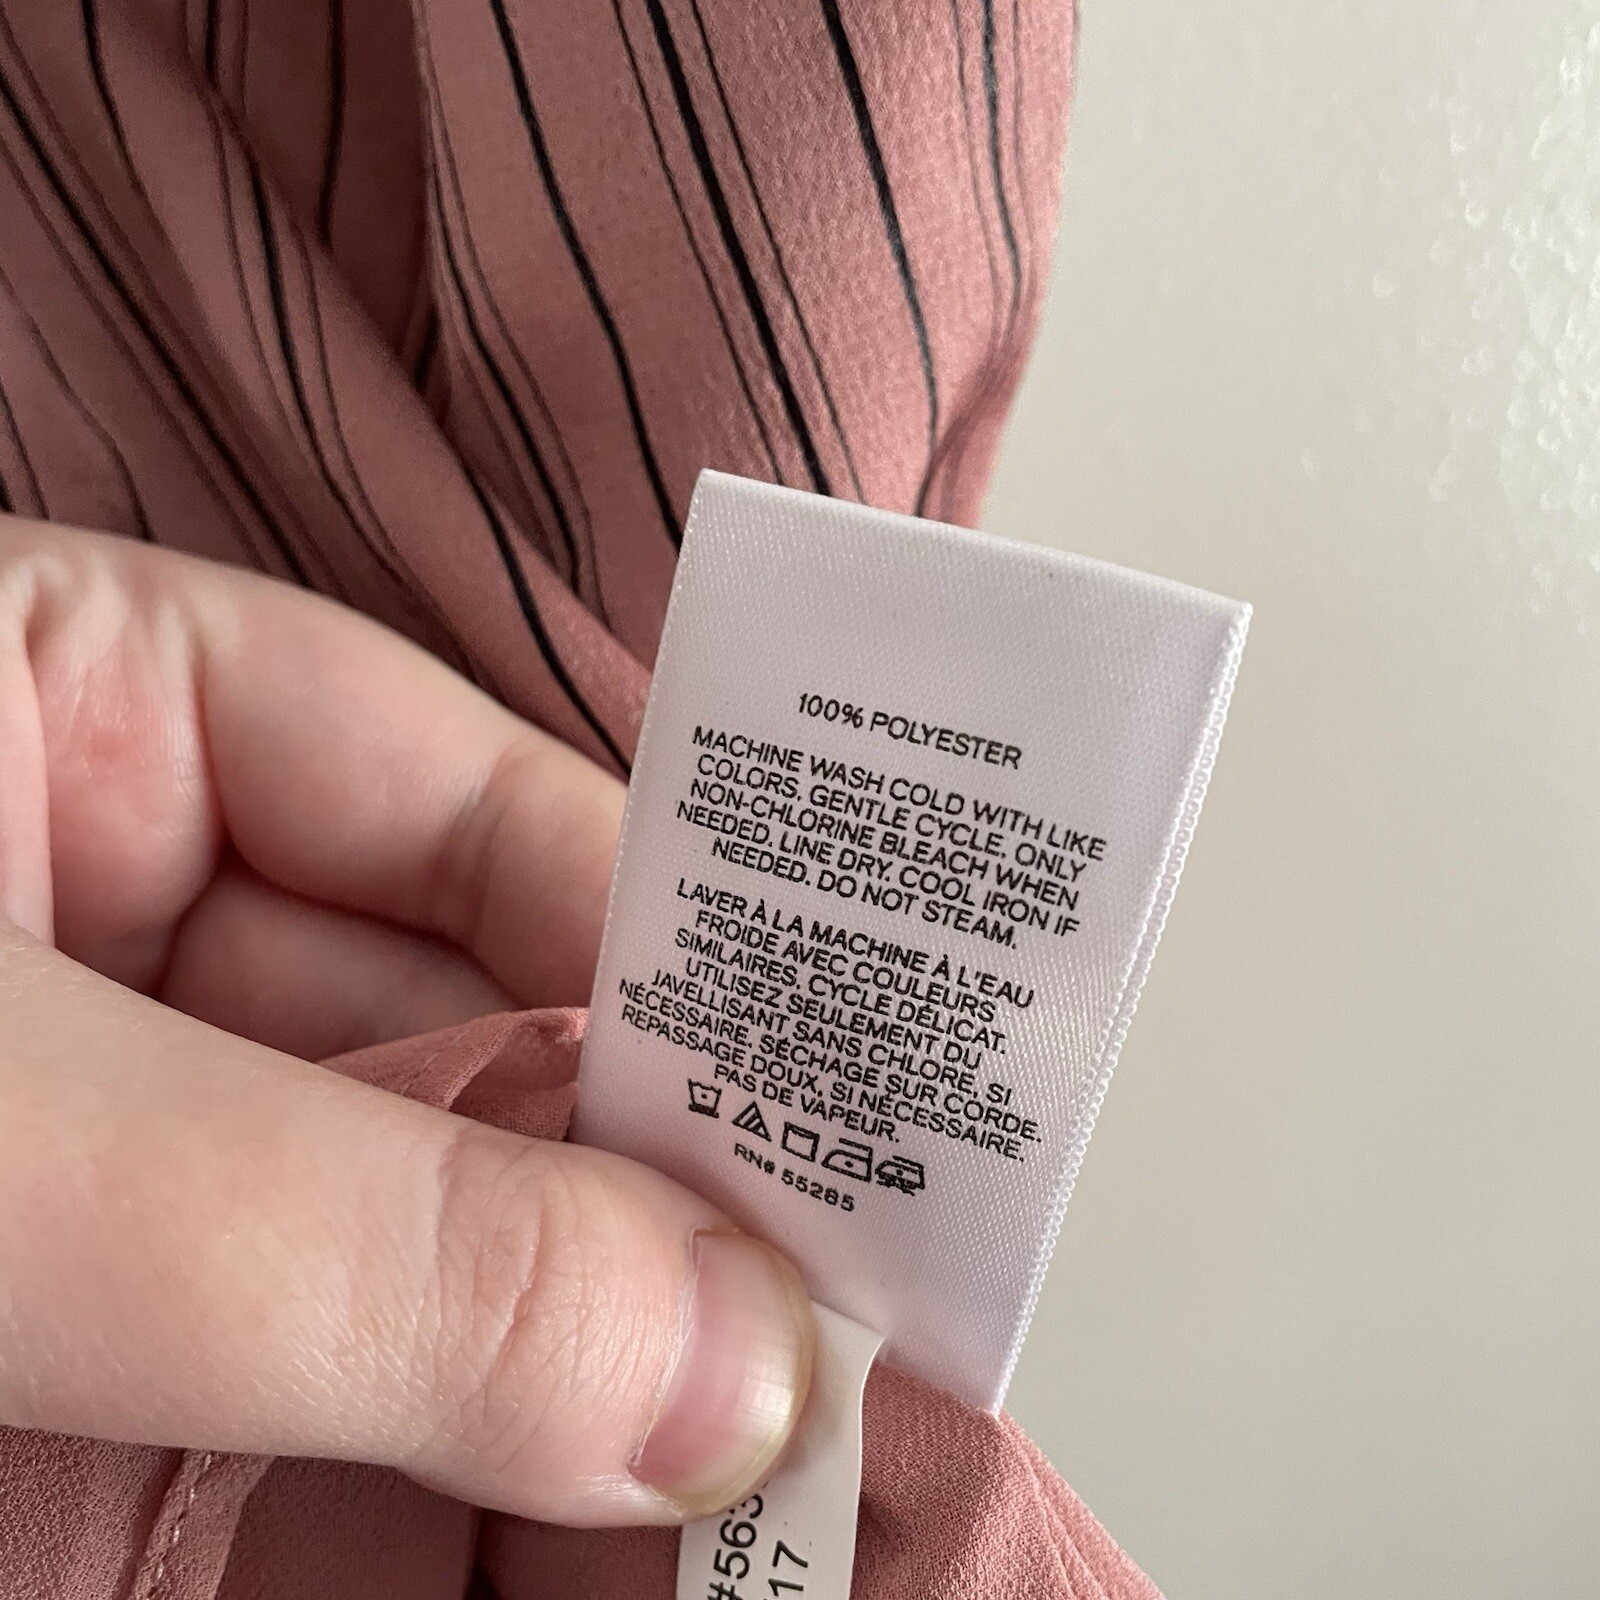 100% POLYESTER
MACHINE WASH COLD WITH LIKE
COLORS. GENTLE CYCLE. ONLY
NON-CHLORINE BLEACH WHEN
NEEDED. LINE DRY. COOL IRON IF
NEEDED. DO NOT STEAM.
LAVER À LA MACHINE À L'EAU
FROIDE AVEC COULEURS
SIMILAIRES. CYCLE DÉLICAT.
UTILISEZ SEULEMENT DU
JAVELLISANT SANS CHLORE, SI
NÉCESSAIRE. SÉCHAGE SUR CORDE.
REPASSAGE DOUX, SI NÉCESSAIRE.
PAS DE VAPEUR.
RN# 55285
#563
17